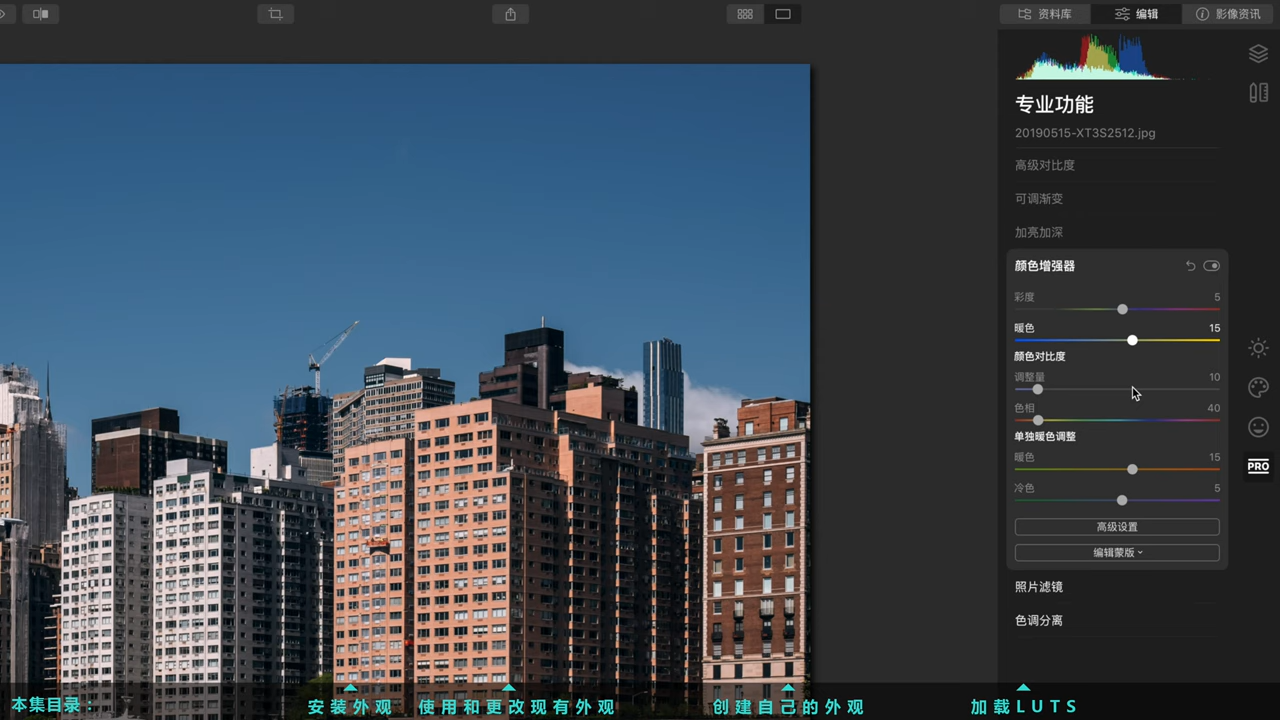 资料库
编辑
影像资讯
专业功能
20190515-XT3S2512.jpg
高级对比度
可调渐变
加亮加深
颜色增强器
彩度 5
暖色 15
颜色对比度
调整量 10
色相 40
单独暖色调整
暖色 15
冷色 5
高级设置
编辑蒙版
PRO
照片滤镜
色调分离
本集目录：
安装外观
使用和更改现有外观
创建自己的外观
加载LUTS